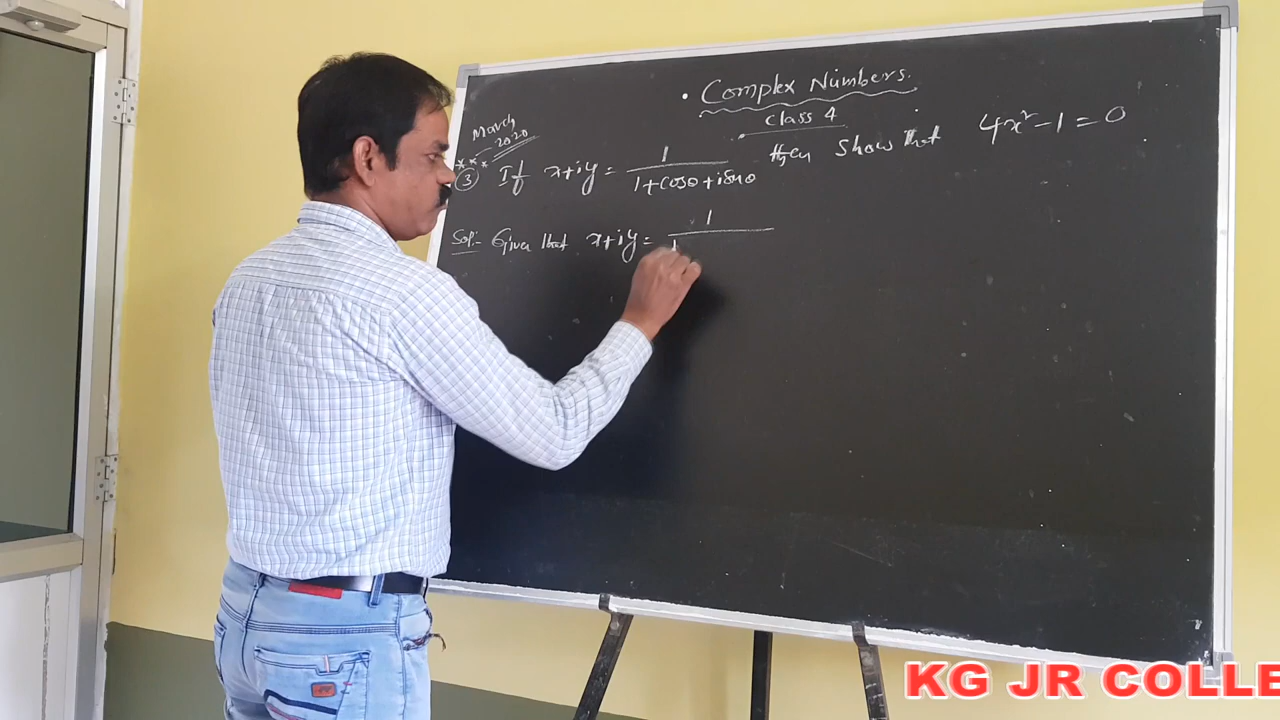 Complex Numbers.
class 4
March
2020
*** ③ If x+iy = 1/(1+cosθ+isinθ) then show that 4x²-1=0
Sol:- Given that x+iy = 1/1
KG JR COLLE